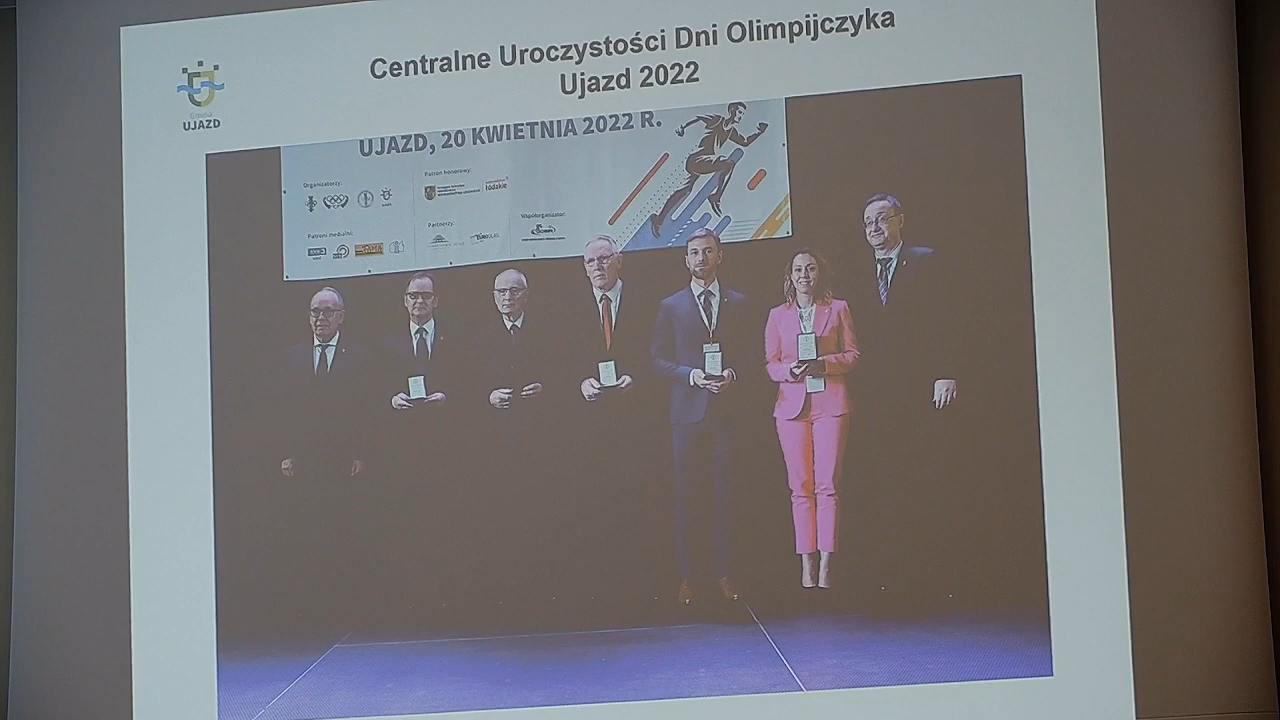 Centralne Uroczystości Dni Olimpijczyka
Ujazd 2022
Gmina
UJAZD
UJAZD, 20 KWIETNIA 2022 R.
Organizatorzy:
Patron honorowy:
łódzkie
Patroni medialni:
Partnerzy:
Współorganizator: